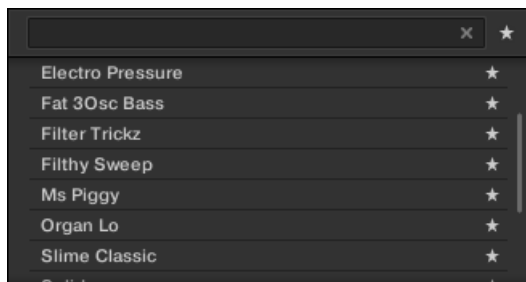 Electro Pressure
Fat 3Osc Bass
Filter Trickz
Filthy Sweep
Ms Piggy
Organ Lo
Slime Classic